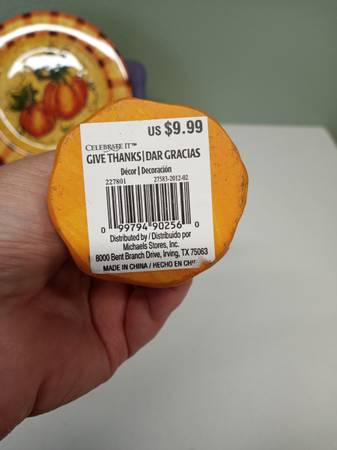 US $9.99
CELEBRATE IT™
GIVE THANKS|DAR GRACIAS
Décor | Decoración
227801 27583-2012-02
0 99794 90256 0
Distributed by / Distribuido por
Michaels Stores, Inc.
8000 Bent Branch Drive, Irving, TX 75063
MADE IN CHINA / HECHO EN